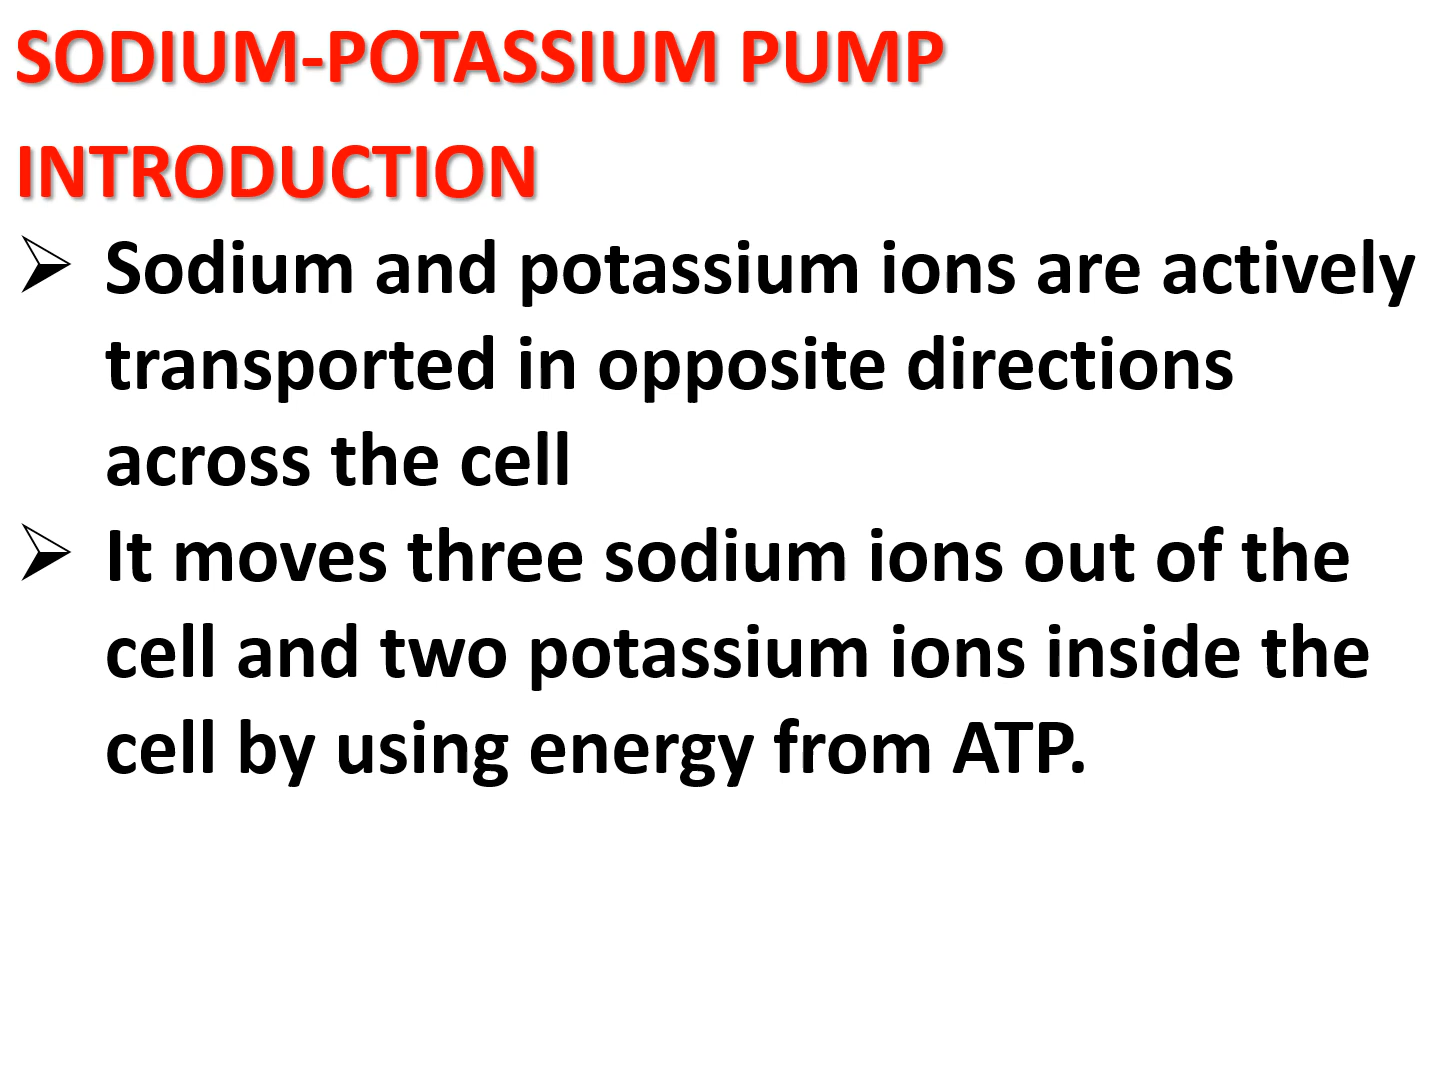 SODIUM-POTASSIUM PUMP
INTRODUCTION
➢ Sodium and potassium ions are actively
transported in opposite directions
across the cell
➢ It moves three sodium ions out of the
cell and two potassium ions inside the
cell by using energy from ATP.